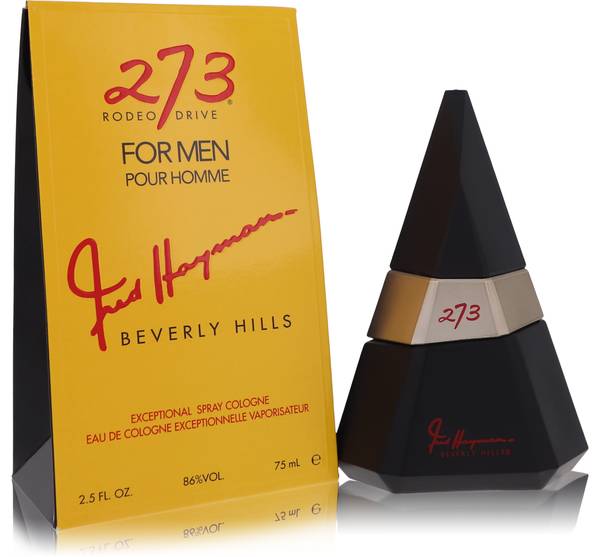 273
RODEO DRIVE®
FOR MEN
POUR HOMME
Fred Hayman
BEVERLY HILLS
EXCEPTIONAL SPRAY COLOGNE
EAU DE COLOGNE EXCEPTIONNELLE VAPORISATEUR
2.5 FL. OZ. 86%VOL. 75 mL ℮
273
Fred Hayman
BEVERLY HILLS